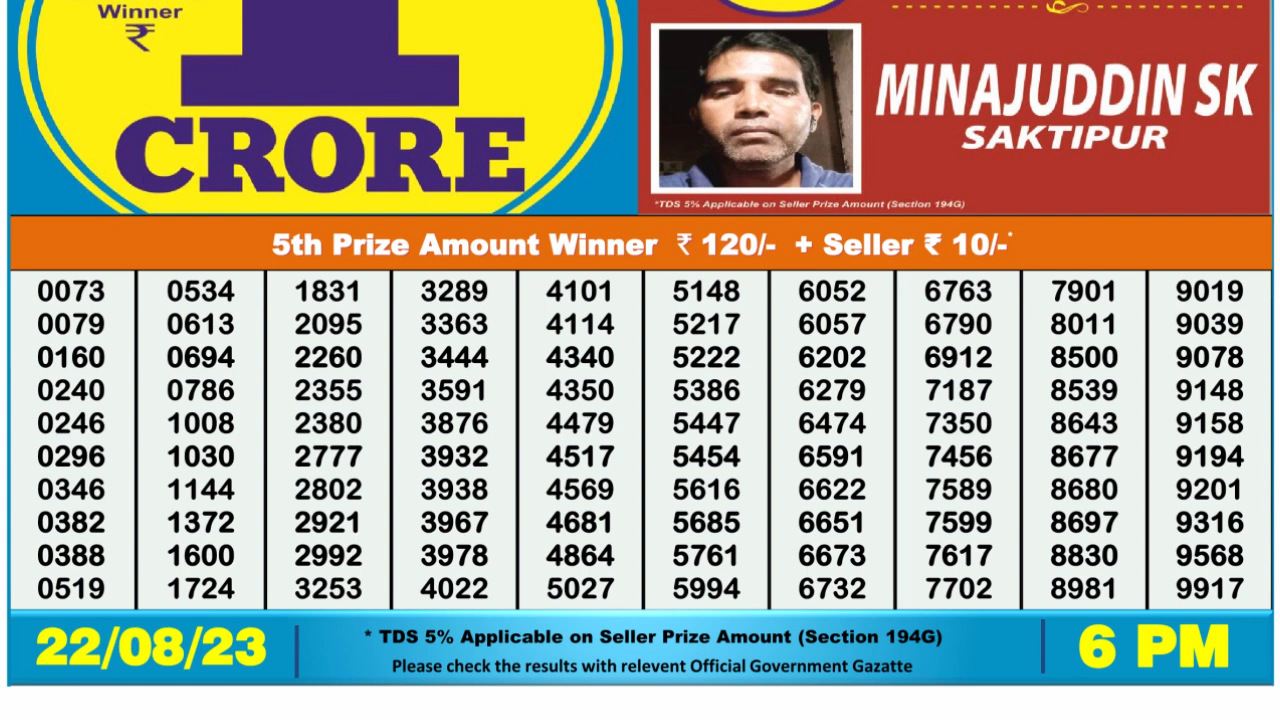 Winner
₹
1
CRORE
MINAJUDDIN SK
SAKTIPUR
*TDS 5% Applicable on Seller Prize Amount (Section 194G)
5th Prize Amount Winner ₹ 120/- + Seller ₹ 10/-*
0073 0534 1831 3289 4101 5148 6052 6763 7901 9019
0079 0613 2095 3363 4114 5217 6057 6790 8011 9039
0160 0694 2260 3444 4340 5222 6202 6912 8500 9078
0240 0786 2355 3591 4350 5386 6279 7187 8539 9148
0246 1008 2380 3876 4479 5447 6474 7350 8643 9158
0296 1030 2777 3932 4517 5454 6591 7456 8677 9194
0346 1144 2802 3938 4569 5616 6622 7589 8680 9201
0382 1372 2921 3967 4681 5685 6651 7599 8697 9316
0388 1600 2992 3978 4864 5761 6673 7617 8830 9568
0519 1724 3253 4022 5027 5994 6732 7702 8981 9917
22/08/23
* TDS 5% Applicable on Seller Prize Amount (Section 194G)
Please check the results with relevent Official Government Gazatte
6 PM